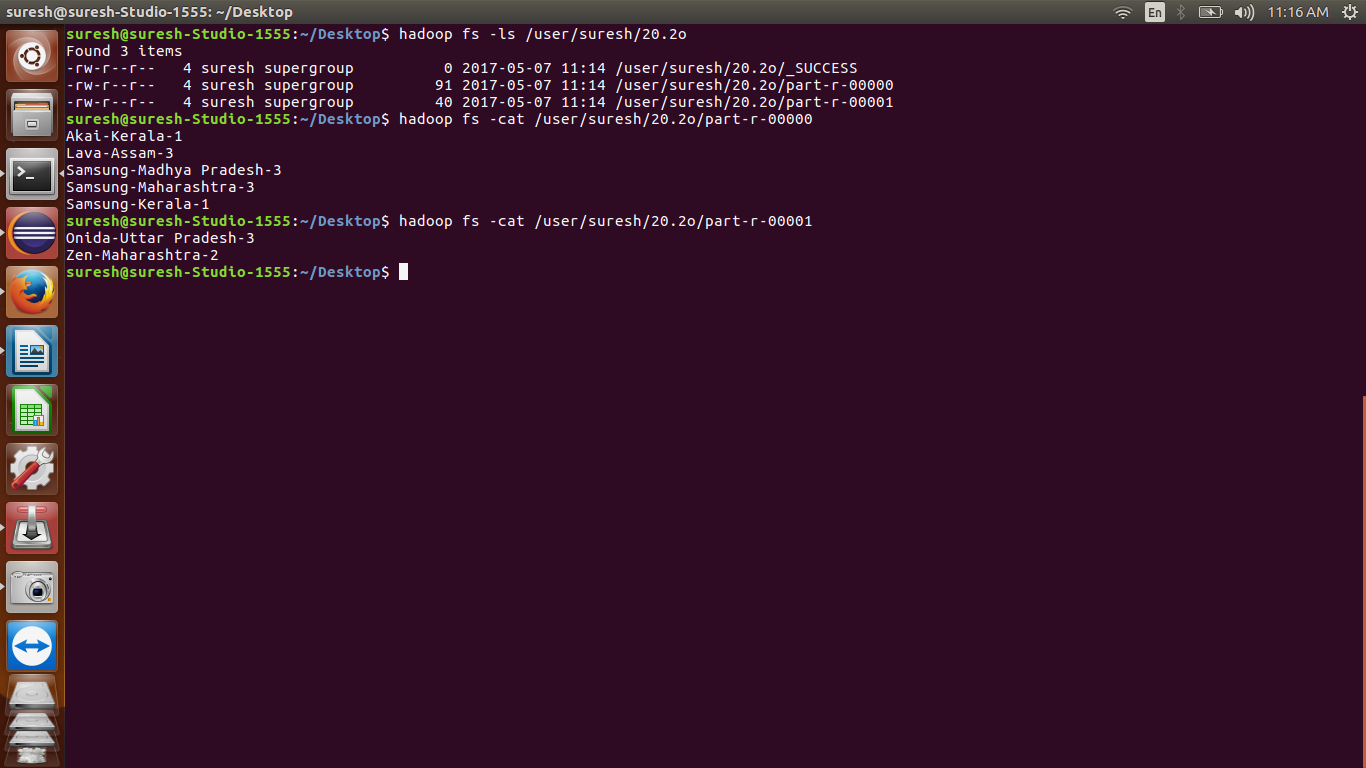 suresh@suresh-Studio-1555: ~/Desktop
En
11:16 AM
suresh@suresh-Studio-1555:~/Desktop$ hadoop fs -ls /user/suresh/20.2o
Found 3 items
-rw-r--r--   4 suresh supergroup          0 2017-05-07 11:14 /user/suresh/20.2o/_SUCCESS
-rw-r--r--   4 suresh supergroup         91 2017-05-07 11:14 /user/suresh/20.2o/part-r-00000
-rw-r--r--   4 suresh supergroup         40 2017-05-07 11:14 /user/suresh/20.2o/part-r-00001
suresh@suresh-Studio-1555:~/Desktop$ hadoop fs -cat /user/suresh/20.2o/part-r-00000
Akai-Kerala-1
Lava-Assam-3
Samsung-Madhya Pradesh-3
Samsung-Maharashtra-3
Samsung-Kerala-1
suresh@suresh-Studio-1555:~/Desktop$ hadoop fs -cat /user/suresh/20.2o/part-r-00001
Onida-Uttar Pradesh-3
Zen-Maharashtra-2
suresh@suresh-Studio-1555:~/Desktop$